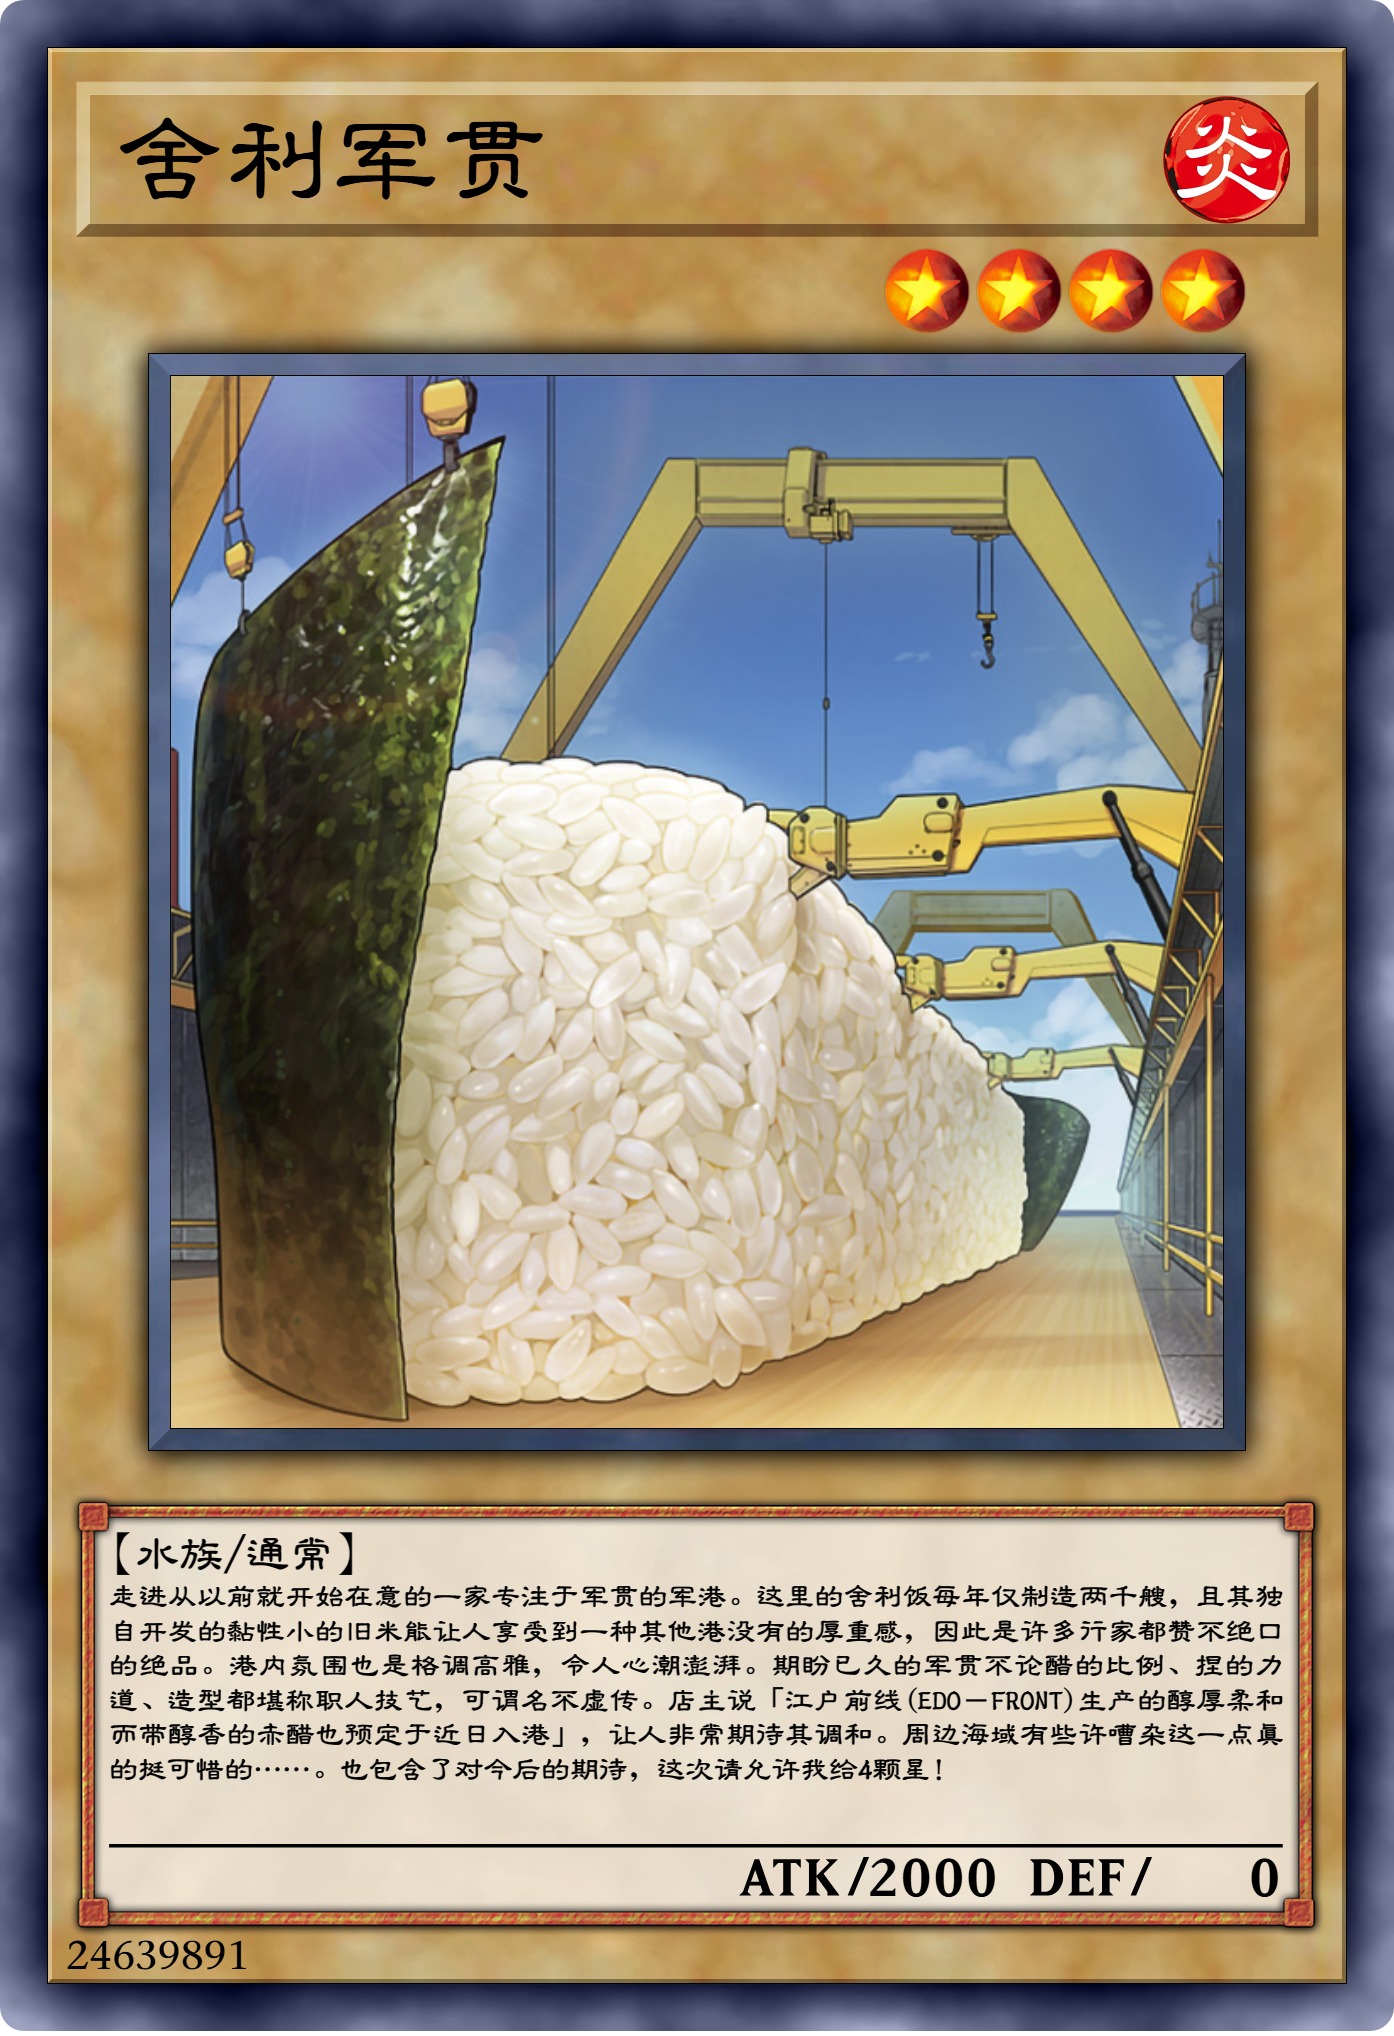 舍利军贯
炎
【水族/通常】
走进从以前就开始在意的一家专注于军贯的军港。这里的舍利饭每年仅制造两千艘，且其独
自开发的黏性小的旧米能让人享受到一种其他港没有的厚重感，因此是许多行家都赞不绝口
的绝品。港内氛围也是格调高雅，令人心潮澎湃。期盼已久的军贯不论醋的比例、捏的力
道、造型都堪称职人技艺，可谓名不虚传。店主说「江户前线(EDO－FRONT)生产的醇厚柔和
而带醇香的赤醋也预定于近日入港」，让人非常期待其调和。周边海域有些许嘈杂这一点真
的挺可惜的……。也包含了对今后的期待，这次请允许我给4颗星！
ATK/2000 DEF/ 0
24639891